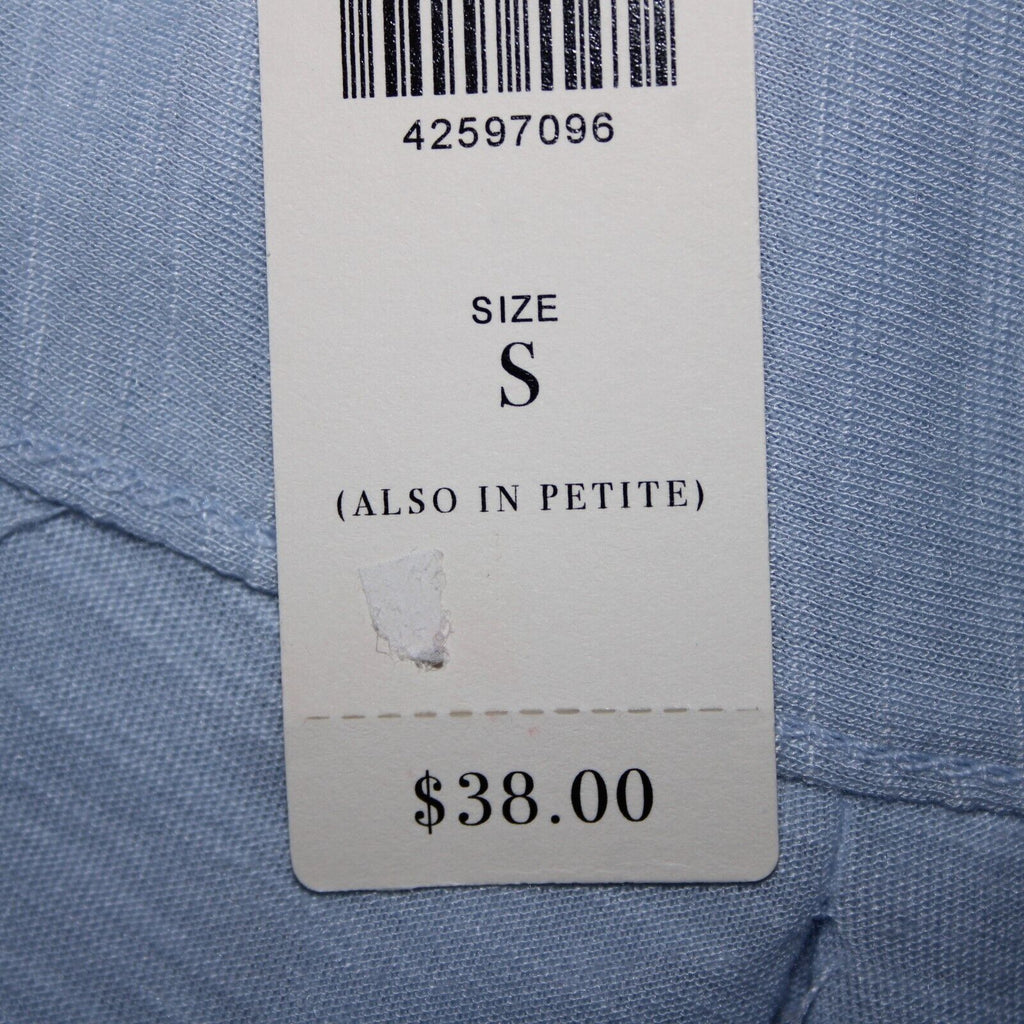 42597096
SIZE
S
(ALSO IN PETITE)
$38.00